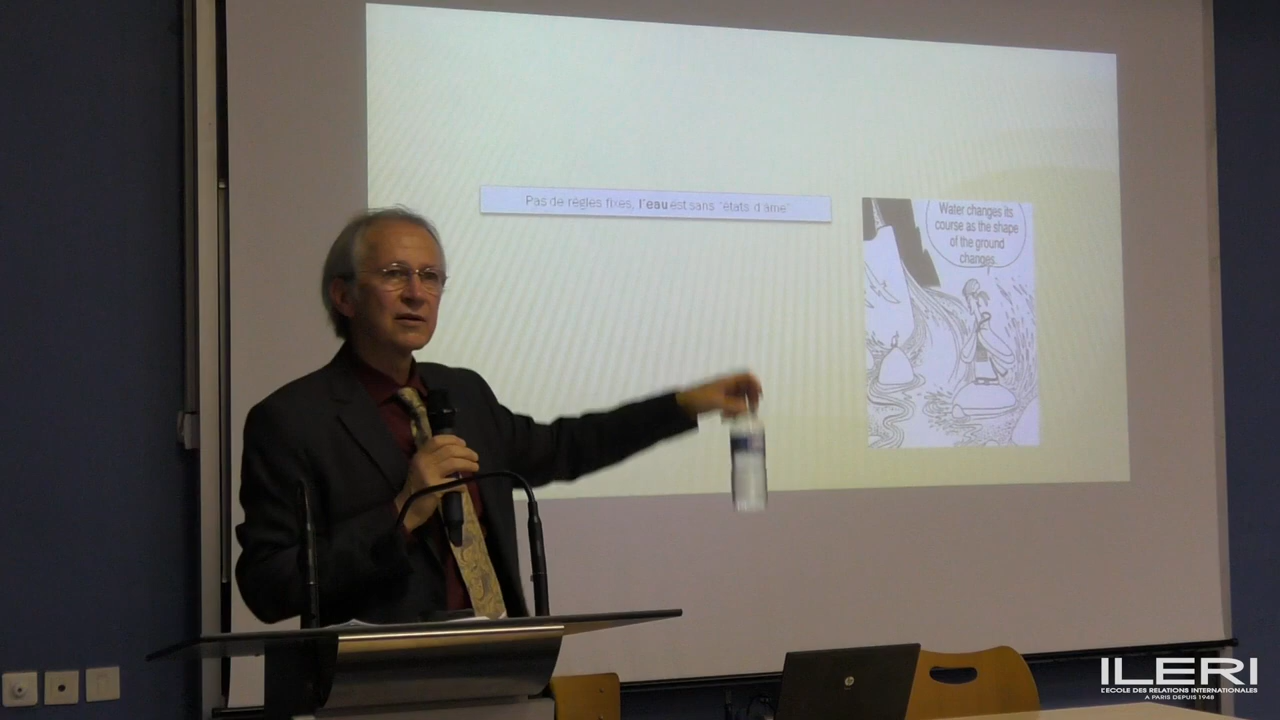 Pas de règles fixes, l'eau est sans "états d'âme"
Water changes its
course as the shape
of the ground
changes.
hp
ILERI
L'ECOLE DES RELATIONS INTERNATIONALES
A PARIS DEPUIS 1948